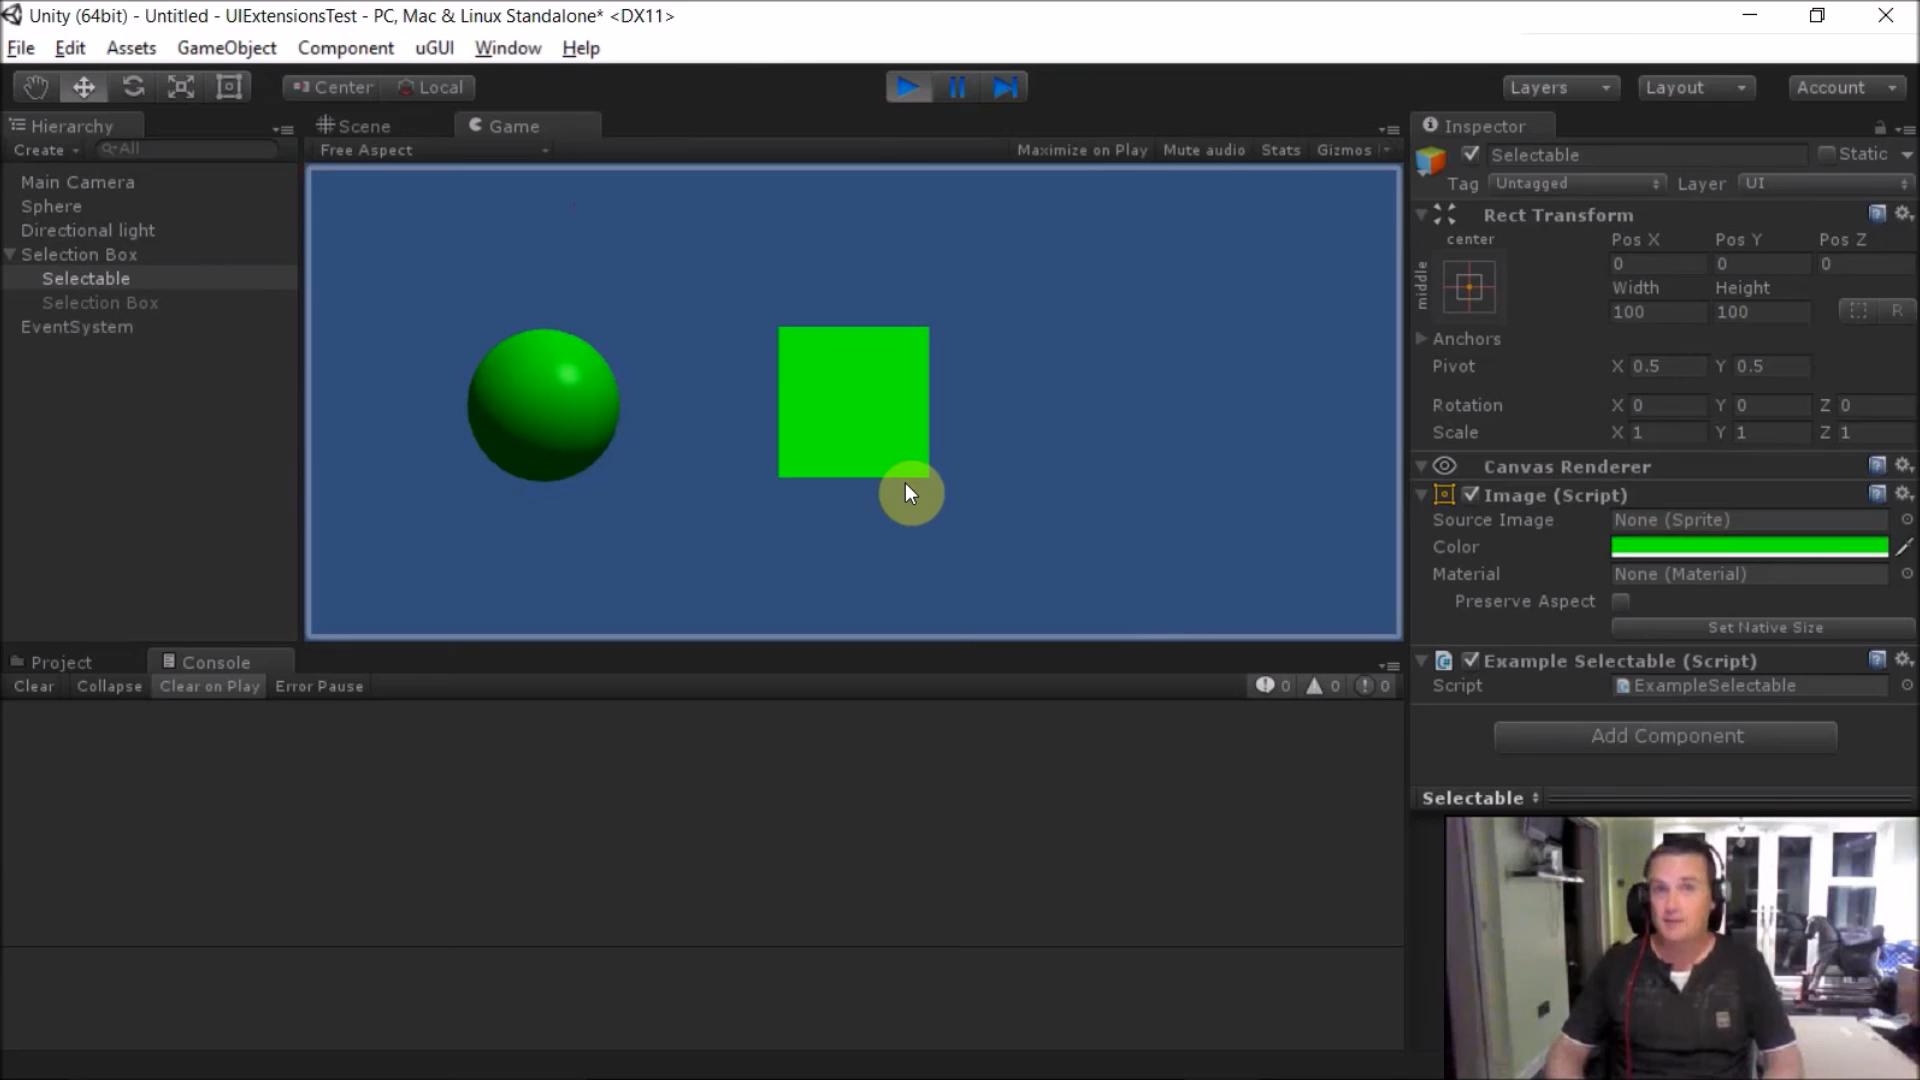 Unity (64bit) - Untitled - UIExtensionsTest - PC, Mac & Linux Standalone* <DX11>
File Edit Assets GameObject Component uGUI Window Help
Center Local Layers Layout Account
Hierarchy Scene Game Inspector
Create All Free Aspect Maximize on Play Mute audio Stats Gizmos Selectable Static
Tag Untagged Layer UI
Main Camera
Sphere
Directional light
Selection Box
Selectable
Selection Box
EventSystem
Rect Transform
center Pos X Pos Y Pos Z
middle
0 0 0
Width Height
100 100 R
Anchors
Pivot X 0.5 Y 0.5
Rotation X 0 Y 0 Z 0
Scale X 1 Y 1 Z 1
Canvas Renderer
Image (Script)
Source Image None (Sprite)
Color
Material None (Material)
Preserve Aspect
Set Native Size
Example Selectable (Script)
Script ExampleSelectable
Add Component
Selectable
Project Console
Clear Collapse Clear on Play Error Pause 0 0 0